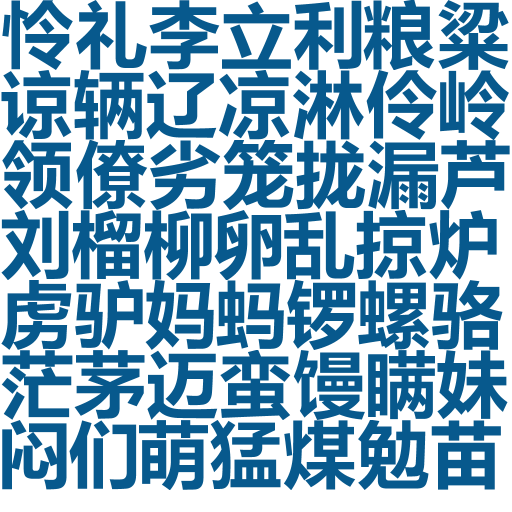 怜礼李立利粮粱
谅辆辽凉淋伶岭
领僚劣笼拢漏芦
刘榴柳卵乱掠炉
虏驴妈蚂锣螺骆
茫茅迈蛮馒瞒妹
闷们萌猛煤勉苗